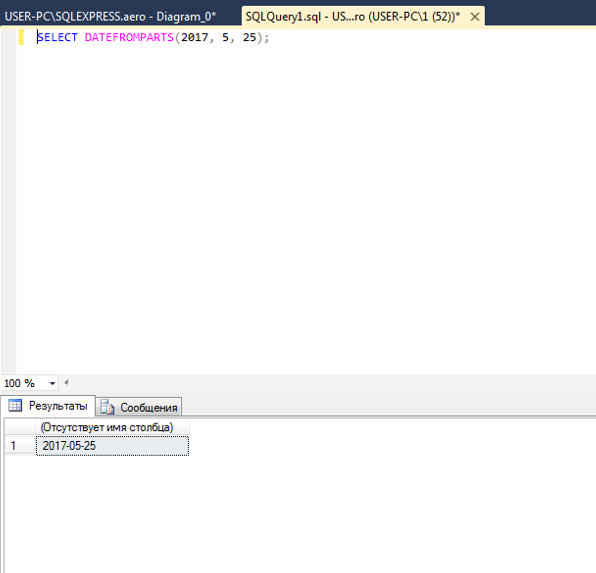 USER-PC\SQLEXPRESS.aero - Diagram_0* SQLQuery1.sql - US...ro (USER-PC\1 (52))*
SELECT DATEFROMPARTS(2017, 5, 25);
100 %
Результаты Сообщения
(Отсутствует имя столбца)
1 2017-05-25